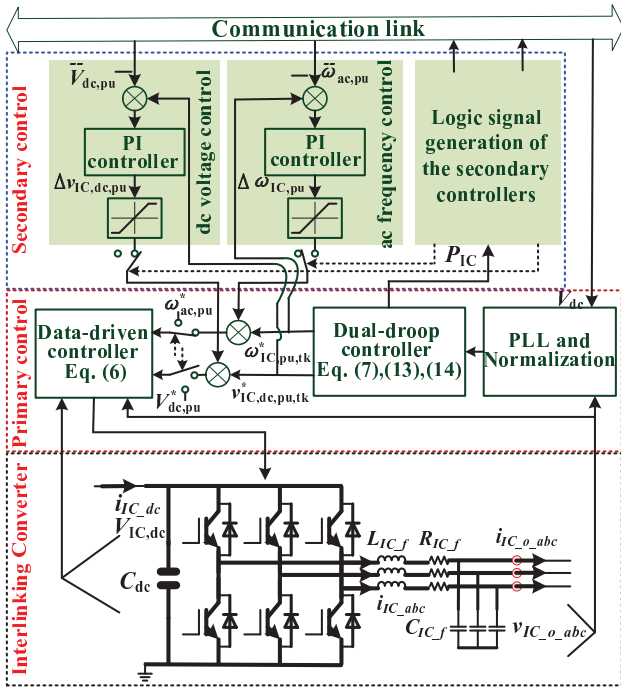 Communication link
Secondary control
V̿dc,pu
PI
controller
ΔvIC,dc,pu
dc voltage control
ω̿ac,pu
PI
controller
Δ ωIC,pu
ac frequency control
Logic signal
generation of
the secondary
controllers
PIC
Vdc
Primary control
Data-driven
controller
Eq. (6)
ω*ac,pu
ω*IC,pu,tk
V*dc,pu
v*IC,dc,pu,tk
Dual-droop
controller
Eq. (7),(13),(14)
PLL and
Normalization
Interlinking Converter
iIC_dc
VIC,dc
Cdc
LIC_f
RIC_f
iIC_o_abc
iIC_abc
CIC_f
vIC_o_abc